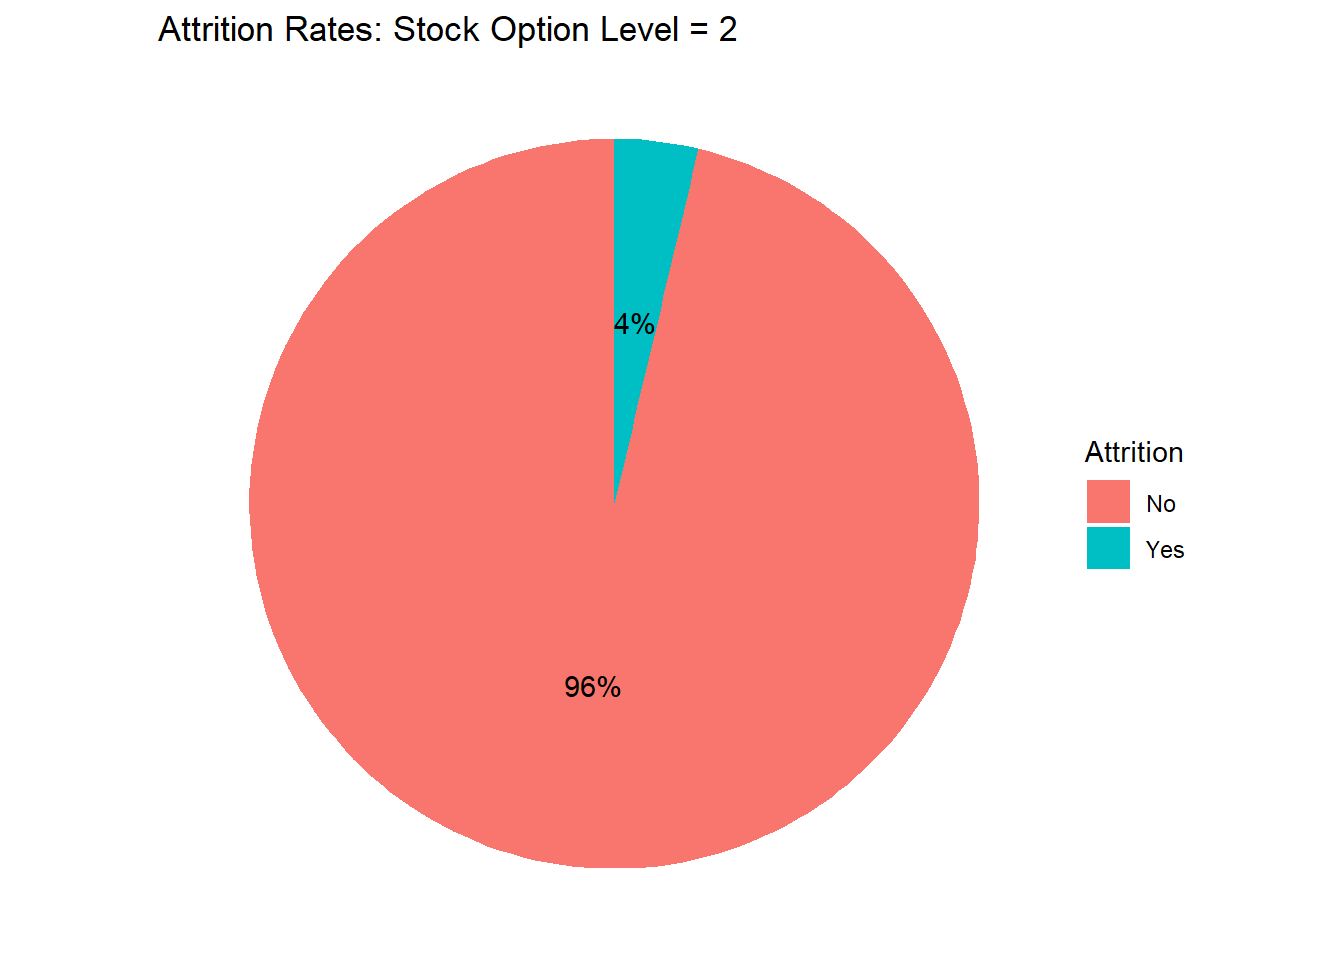 Attrition Rates: Stock Option Level = 2
4%
96%
Attrition
No
Yes